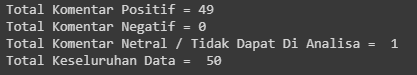 Total Komentar Positif = 49
Total Komentar Negatif = 0
Total Komentar Netral / Tidak Dapat Di Analisa =  1
Total Keseluruhan Data =  50